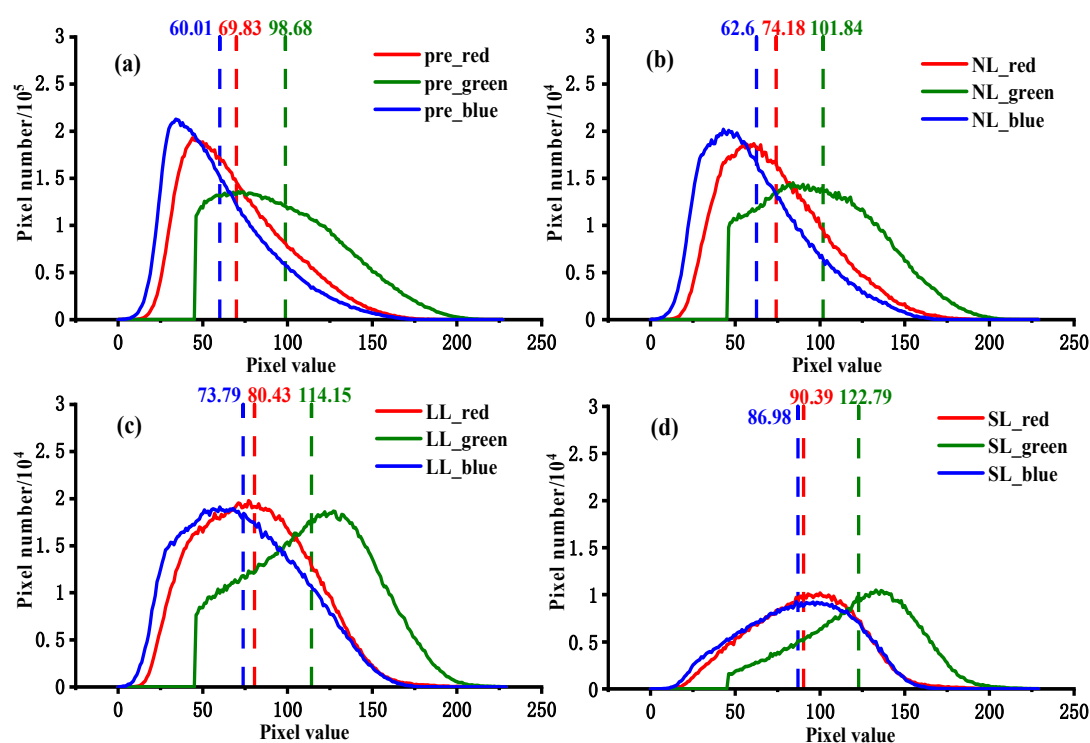 60.01 69.83 98.68
(a)
pre_red
pre_green
pre_blue
Pixel number/10⁵
3
2.5
2
1.5
1
0.5
0
0 50 100 150 200 250
Pixel value
62.6 74.18 101.84
(b)
NL_red
NL_green
NL_blue
Pixel number/10⁴
3
2.5
2
1.5
1
0.5
0
0 50 100 150 200 250
Pixel value
73.79 80.43 114.15
(c)
LL_red
LL_green
LL_blue
Pixel number/10⁴
3
2.5
2
1.5
1
0.5
0
0 50 100 150 200 250
Pixel value
90.39 122.79
86.98
(d)
SL_red
SL_green
SL_blue
Pixel number/10⁴
3
2.5
2
1.5
1
0.5
0
0 50 100 150 200 250
Pixel value